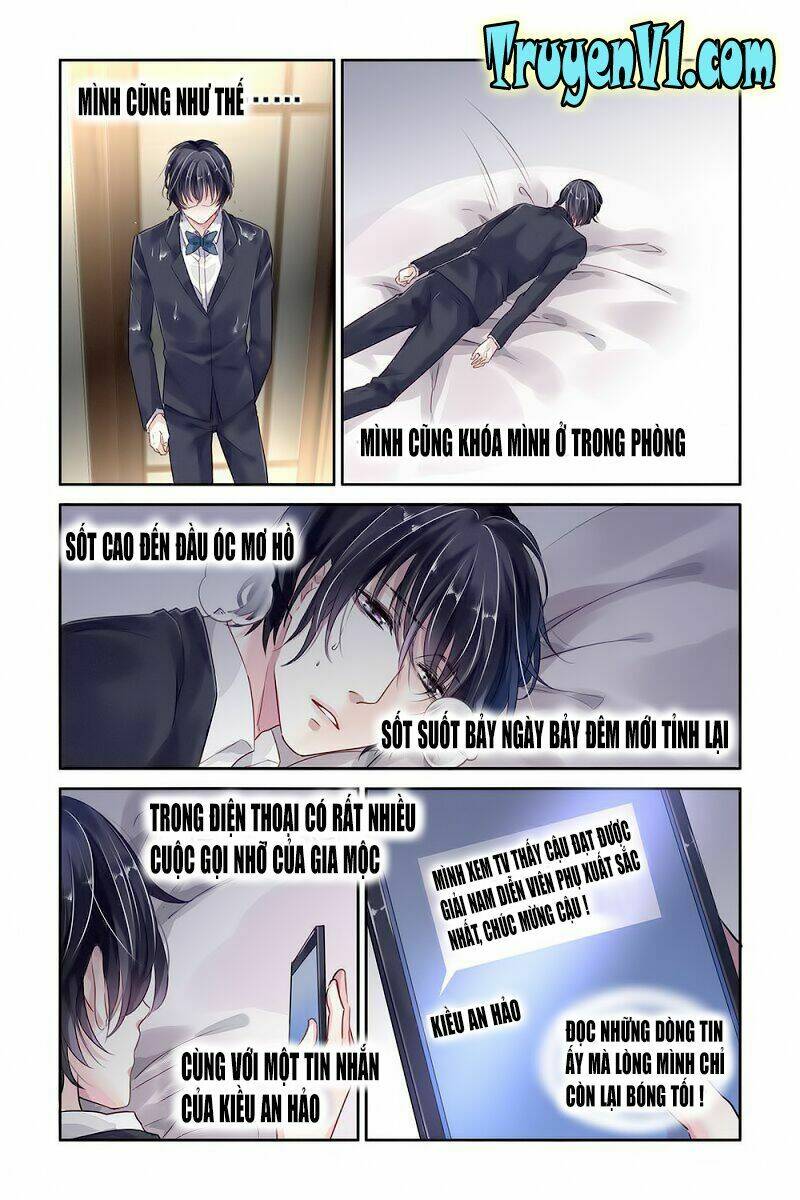 TruyenV1.com
MÌNH CŨNG NHƯ THẾ ......
MÌNH CŨNG KHÓA MÌNH Ở TRONG PHÒNG
SỐT CAO ĐẾN ĐẦU ÓC MƠ HỒ
SỐT SUỐT BẢY NGÀY BẢY ĐÊM MỚI TỈNH LẠI
TRONG ĐIỆN THOẠI CÓ RẤT NHIỀU
CUỘC GỌI NHỠ CỦA GIA MỘC
CÙNG VỚI MỘT TIN NHẮN
CỦA KIỀU AN HẢO
MÌNH XEM TV THẤY CẬU ĐẠT ĐƯỢC
GIẢI NAM DIỄN VIÊN PHỤ XUẤT SẮC
NHẤT, CHÚC MỪNG CẬU !
KIỀU AN HẢO
ĐỌC NHỮNG DÒNG TIN
ẤY MÀ LÒNG MÌNH CHỈ
CÒN LẠI BÓNG TỐI !